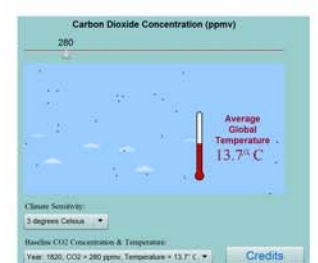 Carbon Dioxide Concentration (ppmv)
280
Average
Global
Temperature
13.7° C
Climate Sensitivity:
3 degrees Celsius
Baseline CO2 Concentration & Temperature:
Year: 1820, CO2 = 280 ppmv, Temperature = 13.7° C
Credits